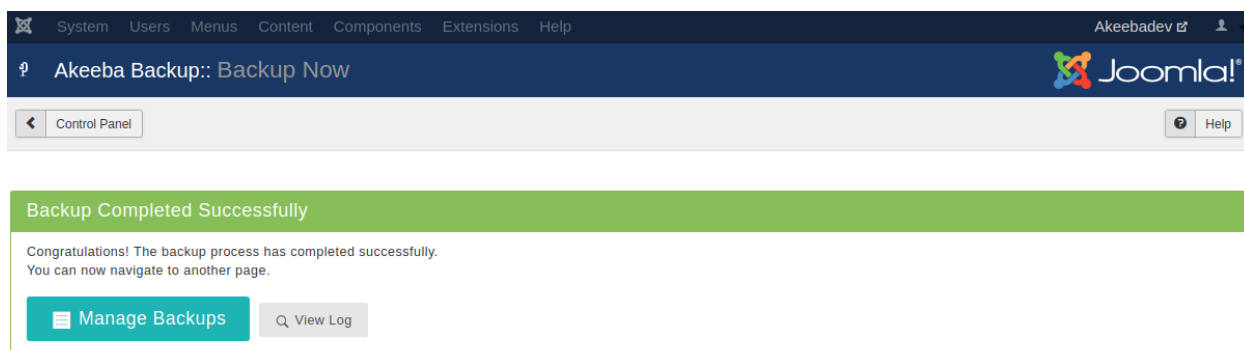 System Users Menus Content Components Extensions Help Akeebadev
Akeeba Backup:: Backup Now Joomla!®
Control Panel Help
Backup Completed Successfully
Congratulations! The backup process has completed successfully.
You can now navigate to another page.
Manage Backups View Log